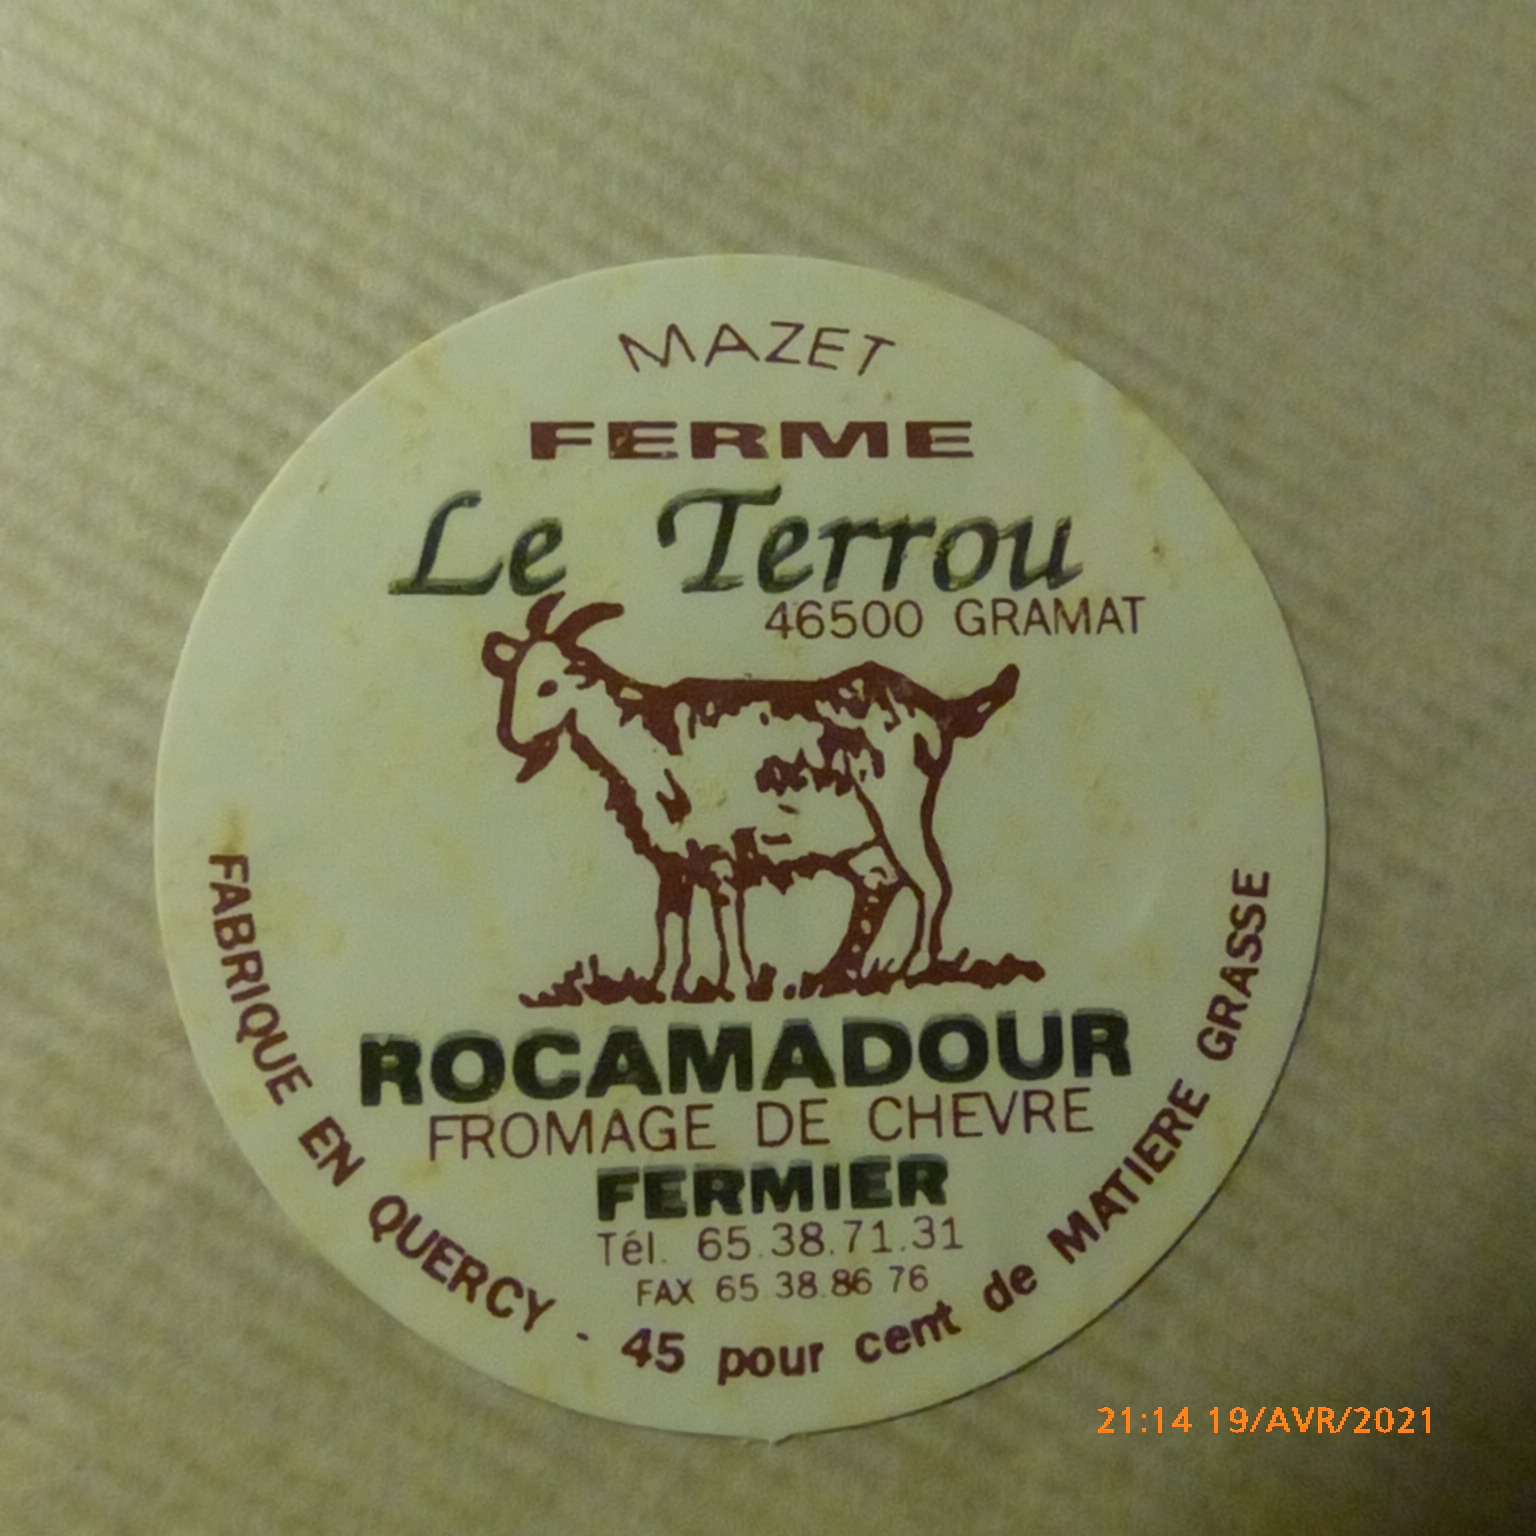 MAZET
FERME
Le Terrou
46500 GRAMAT
ROCAMADOUR
FROMAGE DE CHEVRE
FERMIER
Tél. 65.38.71.31
FAX 65 38.86 76
FABRIQUE EN QUERCY - 45 pour cent de MATIERE GRASSE
21:14 19/AVR/2021